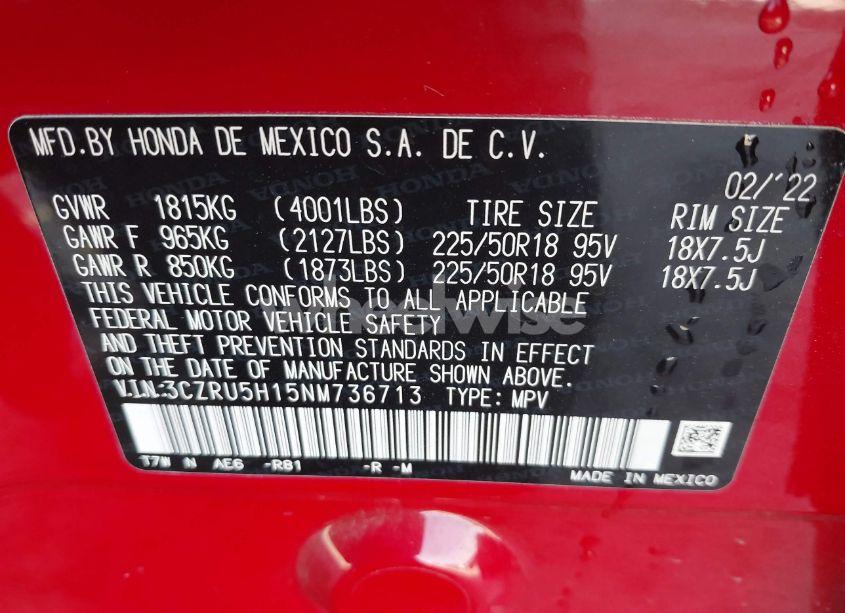 MFD.BY HONDA DE MEXICO S.A. DE C.V.
02/'22
GVWR 1815KG (4001LBS) TIRE SIZE RIM SIZE
GAWR F 965KG (2127LBS) 225/50R18 95V 18X7.5J
GAWR R 850KG (1873LBS) 225/50R18 95V 18X7.5J
THIS VEHICLE CONFORMS TO ALL APPLICABLE
FEDERAL MOTOR VEHICLE SAFETY
AND THEFT PREVENTION STANDARDS IN EFFECT
ON THE DATE OF MANUFACTURE SHOWN ABOVE.
V.I.N:3CZRU5H15NM736713 TYPE: MPV
T7W N AE6 -RB1 -R -M
MADE IN MEXICO